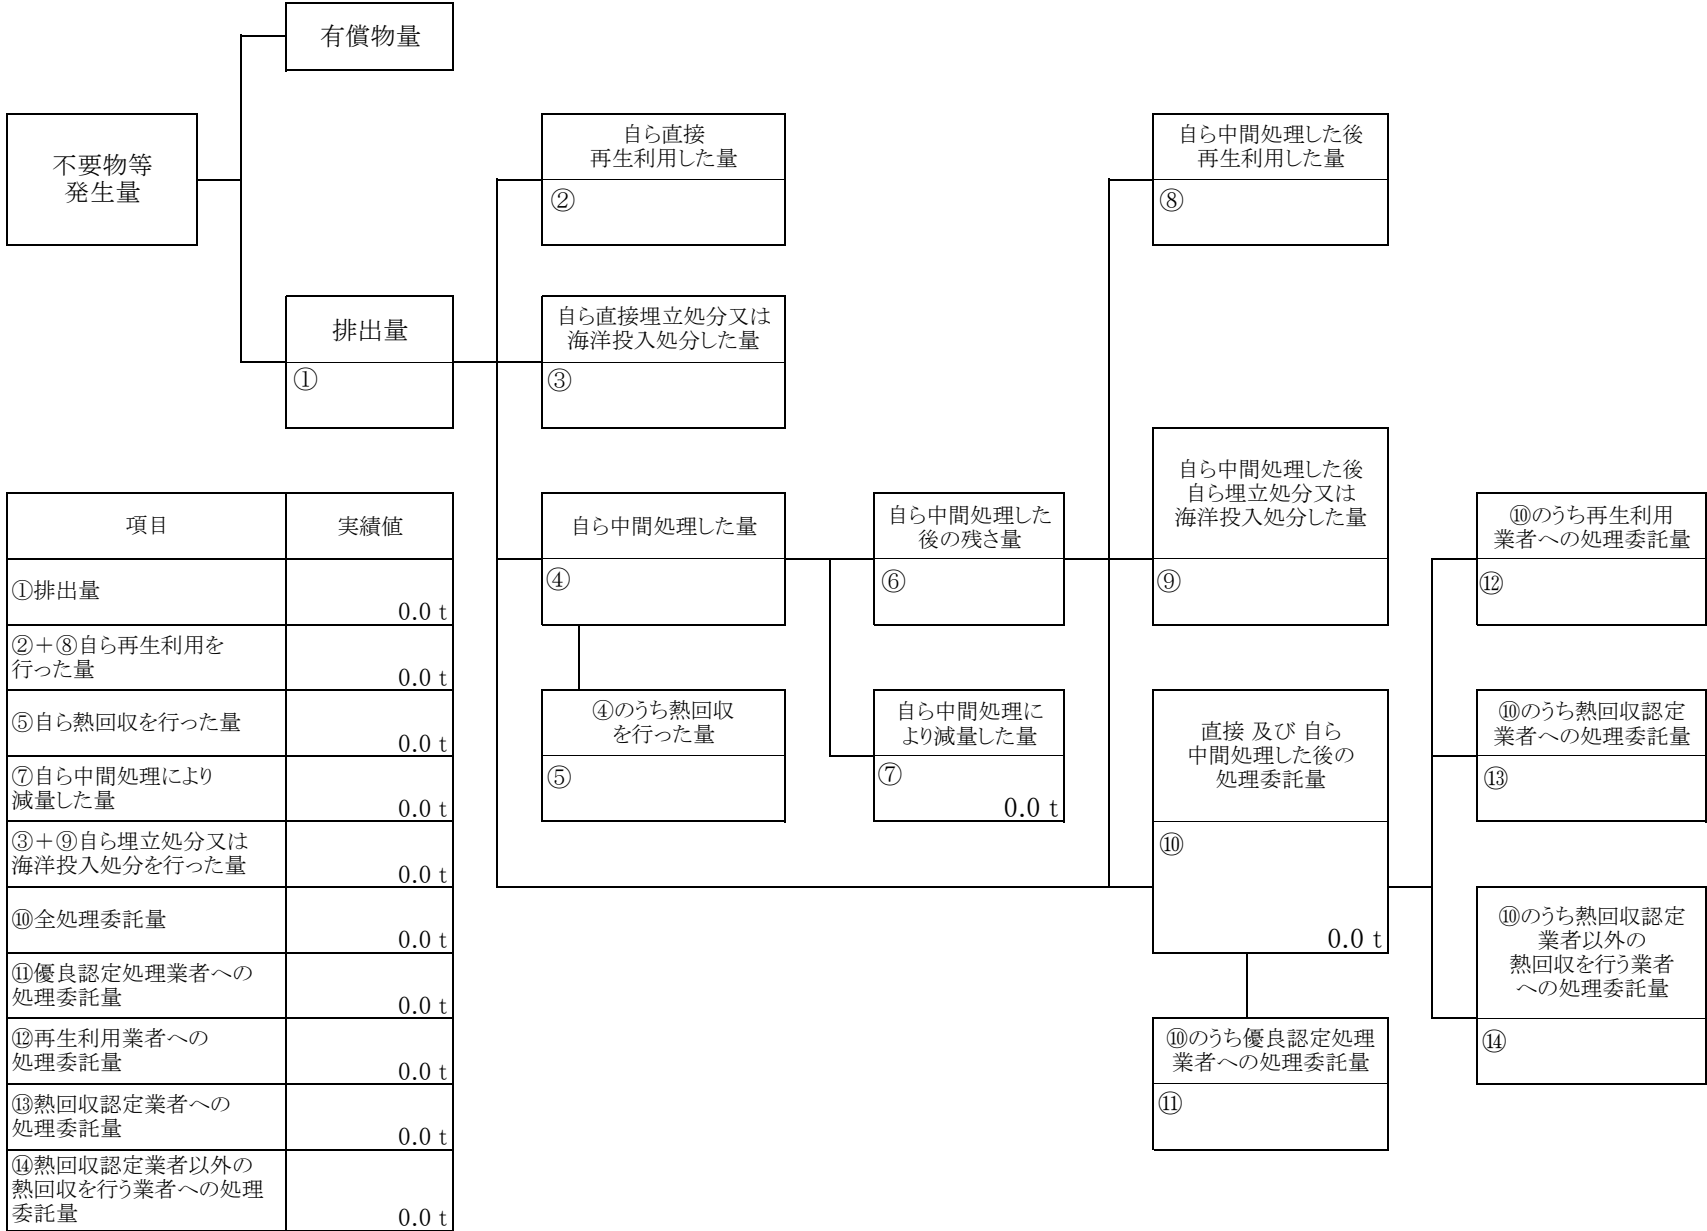 有償物量
不要物等
発生量
自ら直接
再生利用した量
②
自ら中間処理した後
再生利用した量
⑧
排出量
①
自ら直接埋立処分又は
海洋投入処分した量
③
自ら中間処理した量
④
自ら中間処理した
後の残さ量
⑥
自ら中間処理した後
自ら埋立処分又は
海洋投入処分した量
⑨
⑩のうち再生利用
業者への処理委託量
⑫
④のうち熱回収
を行った量
⑤
自ら中間処理に
より減量した量
⑦
0.0 t
直接 及び 自ら
中間処理した後の
処理委託量
⑩
0.0 t
⑩のうち熱回収認定
業者への処理委託量
⑬
⑩のうち熱回収認定
業者以外の
熱回収を行う業者
への処理委託量
⑭
⑩のうち優良認定処理
業者への処理委託量
⑪
項目
実績値
①排出量
0.0 t
②＋⑧自ら再生利用を
行った量
0.0 t
⑤自ら熱回収を行った量
0.0 t
⑦自ら中間処理により
減量した量
0.0 t
③＋⑨自ら埋立処分又は
海洋投入処分を行った量
0.0 t
⑩全処理委託量
0.0 t
⑪優良認定処理業者への
処理委託量
0.0 t
⑫再生利用業者への
処理委託量
0.0 t
⑬熱回収認定業者への
処理委託量
0.0 t
⑭熱回収認定業者以外の
熱回収を行う業者への処理
委託量
0.0 t